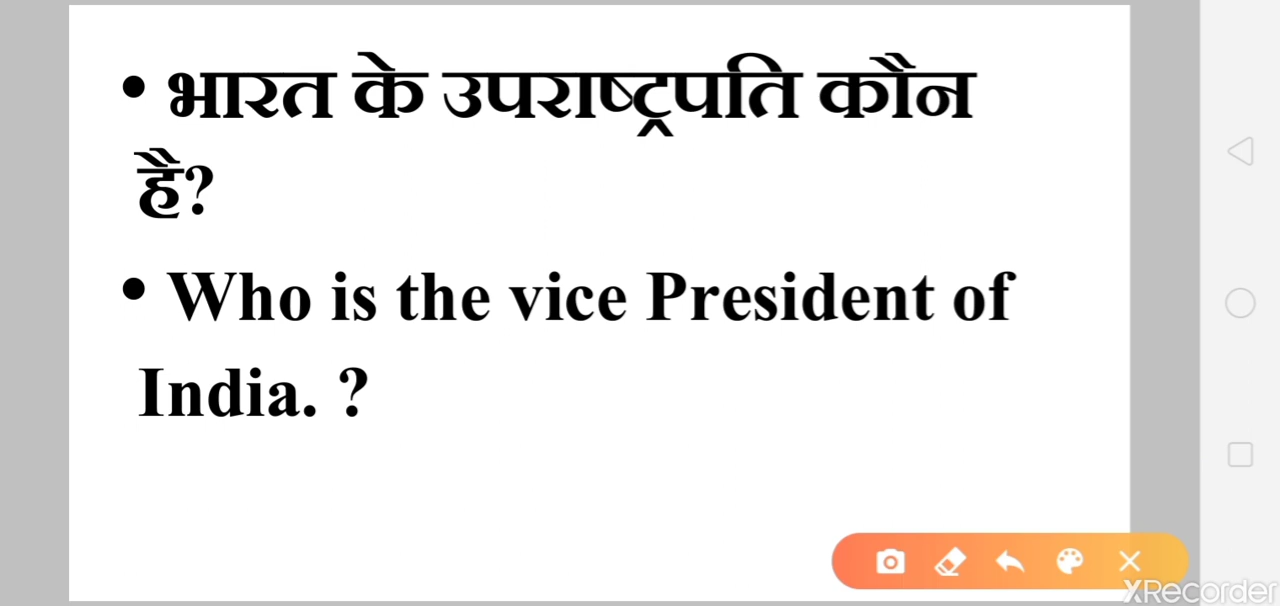 • भारत के उपराष्ट्रपति कौन
है?
• Who is the vice President of
India. ?
XRecorder